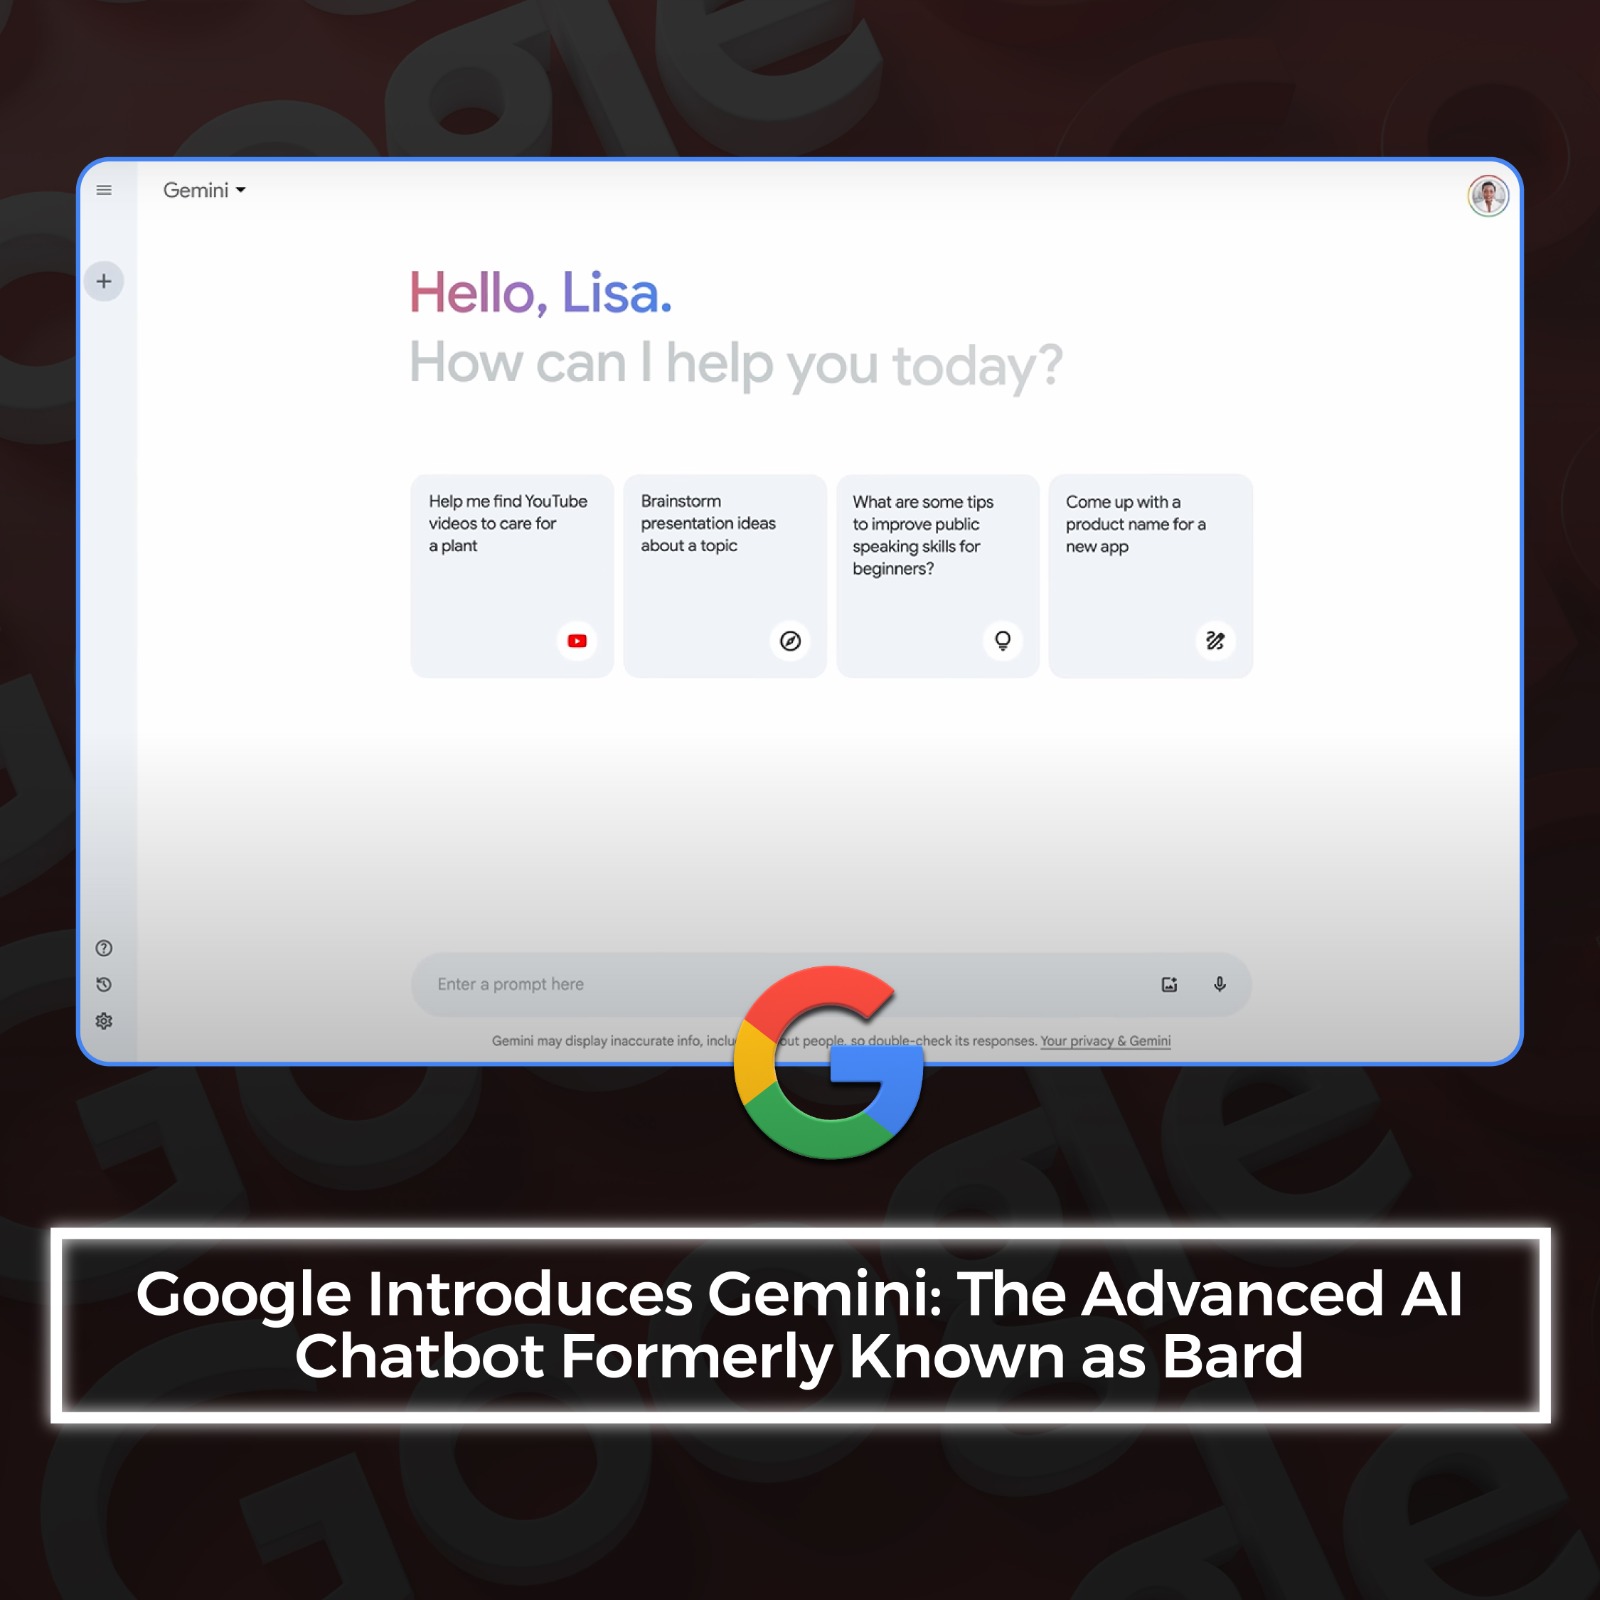 Gemini
Hello, Lisa.
How can I help you today?
Help me find YouTube
videos to care for
a plant
Brainstorm
presentation ideas
about a topic
What are some tips
to improve public
speaking skills for
beginners?
Come up with a
product name for a
new app
Enter a prompt here
Gemini may display inaccurate info, people, so double-check its responses. Your privacy & Gemini
Google Introduces Gemini: The Advanced AI
Chatbot Formerly Known as Bard